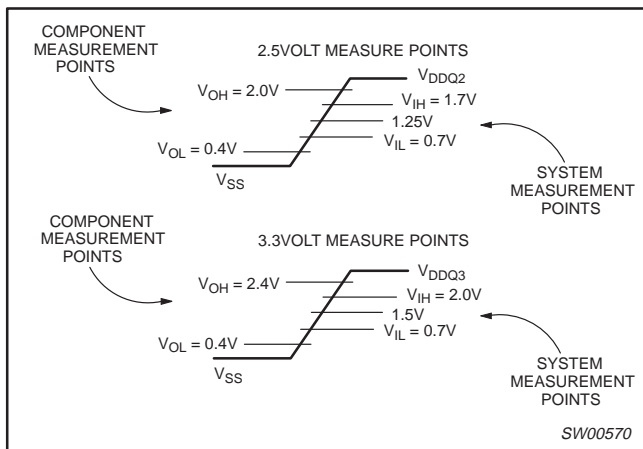 COMPONENT
MEASUREMENT
POINTS
2.5VOLT MEASURE POINTS
VDDQ2
VOH = 2.0V
VIH = 1.7V
1.25V
VIL = 0.7V
VOL = 0.4V
VSS
SYSTEM
MEASUREMENT
POINTS
COMPONENT
MEASUREMENT
POINTS
3.3VOLT MEASURE POINTS
VDDQ3
VOH = 2.4V
VIH = 2.0V
1.5V
VIL = 0.7V
VOL = 0.4V
VSS
SYSTEM
MEASUREMENT
POINTS
SW00570